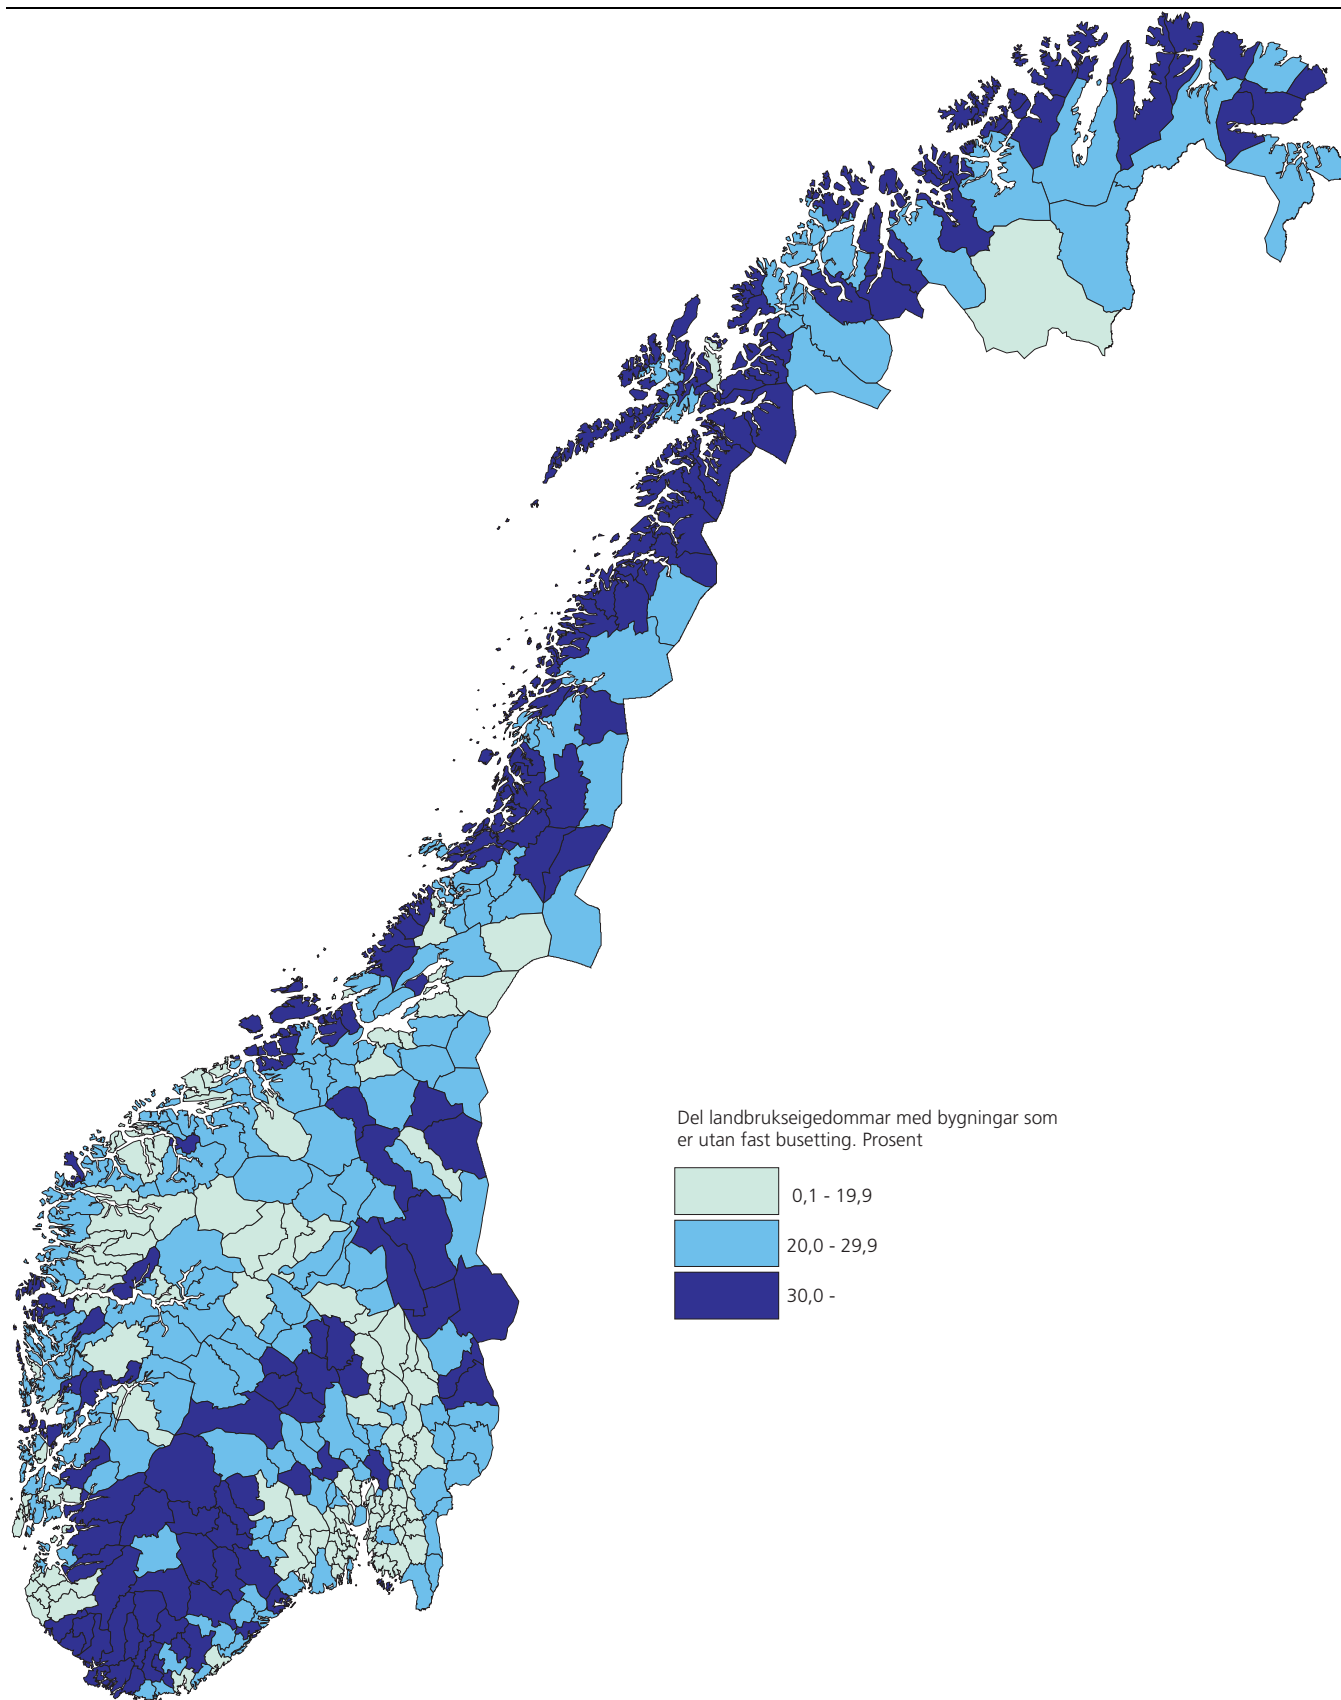 Del landbrukseigedommar med bygningar som
er utan fast busetting. Prosent
0,1 - 19,9
20,0 - 29,9
30,0 -